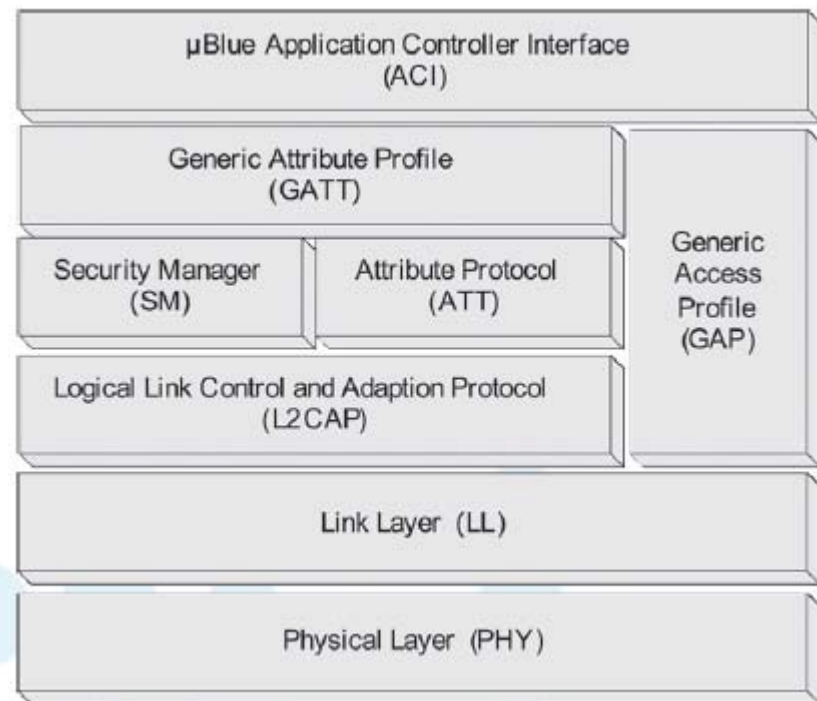 µBlue Application Controller Interface
(ACI)
Generic Attribute Profile
(GATT)
Security Manager
(SM)
Attribute Protocol
(ATT)
Generic
Access
Profile
(GAP)
Logical Link Control and Adaption Protocol
(L2CAP)
Link Layer (LL)
Physical Layer (PHY)